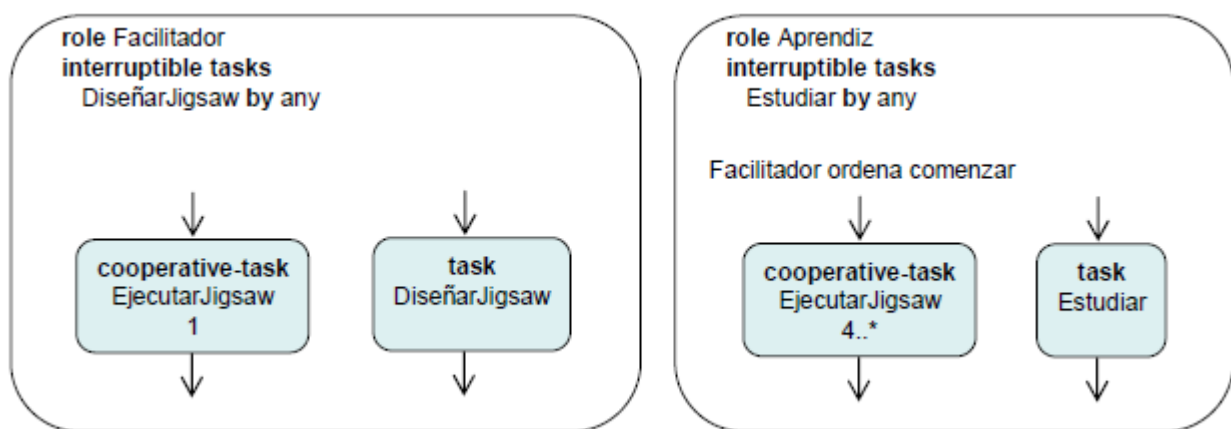 role Facilitador
interruptible tasks
DiseñarJigsaw by any
cooperative-task
EjecutarJigsaw
1
task
DiseñarJigsaw
role Aprendiz
interruptible tasks
Estudiar by any
Facilitador ordena comenzar
cooperative-task
EjecutarJigsaw
4..*
task
Estudiar